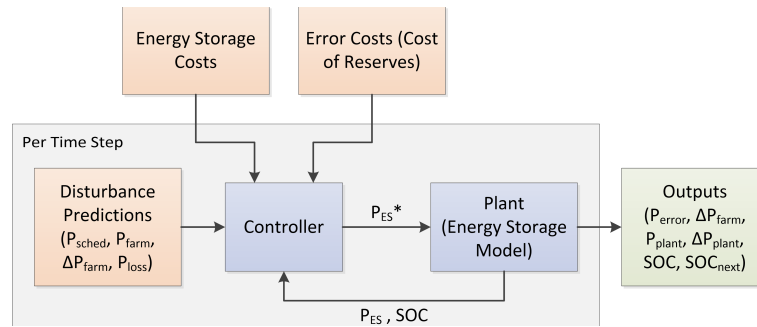 Energy Storage
Costs
Error Costs (Cost
of Reserves)
Per Time Step
Disturbance
Predictions
(Psched, Pfarm,
ΔPfarm, Ploss)
Controller
PES*
Plant
(Energy Storage
Model)
Outputs
(Perror, ΔPfarm,
Pplant, ΔPplant,
SOC, SOCnext)
PES , SOC